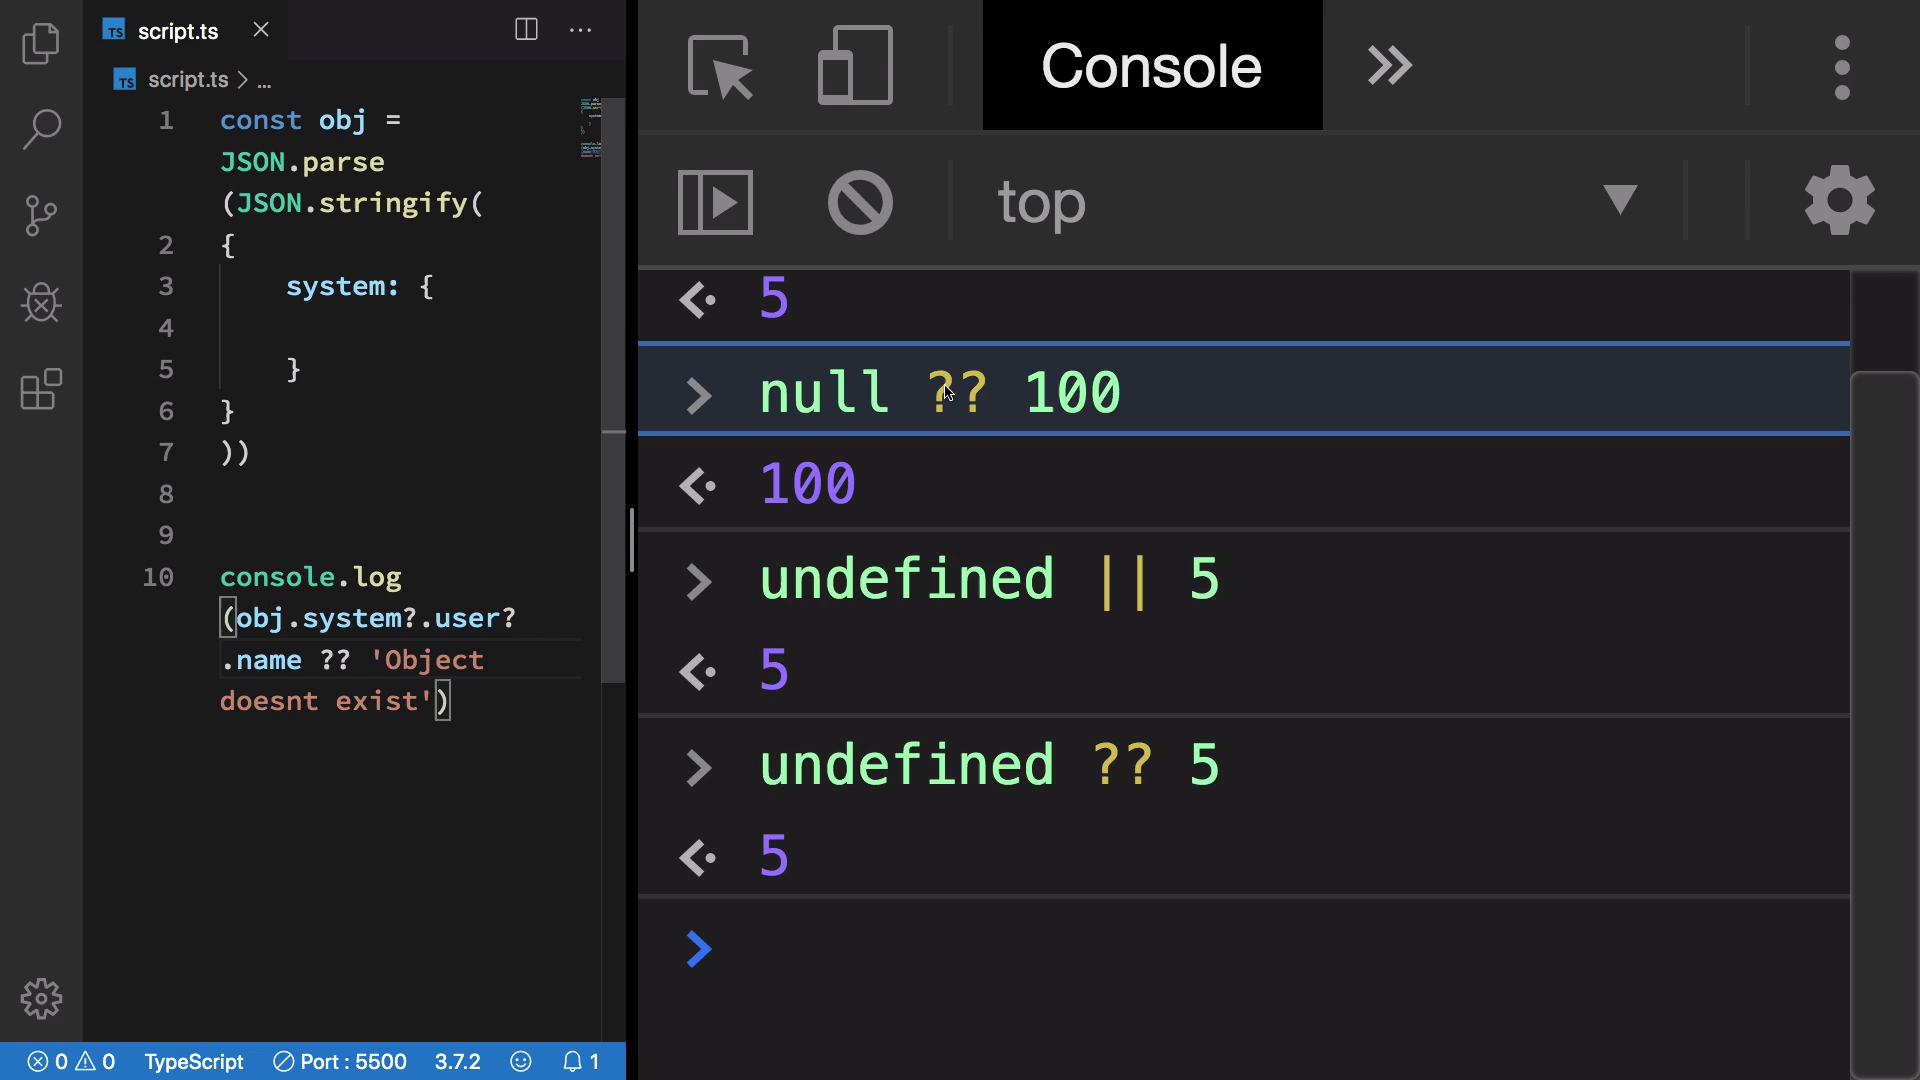 TS script.ts
TS script.ts > ...
1 const obj =
JSON.parse
(JSON.stringify(
2 {
3 system: {
4
5 }
6 }
7 ))
8
9
10 console.log
(obj.system?.user?
.name ?? 'Object
doesnt exist')
0 0 TypeScript Port : 5500 3.7.2 1
Console
top
5
> null ?? 100
100
> undefined || 5
5
> undefined ?? 5
5
>